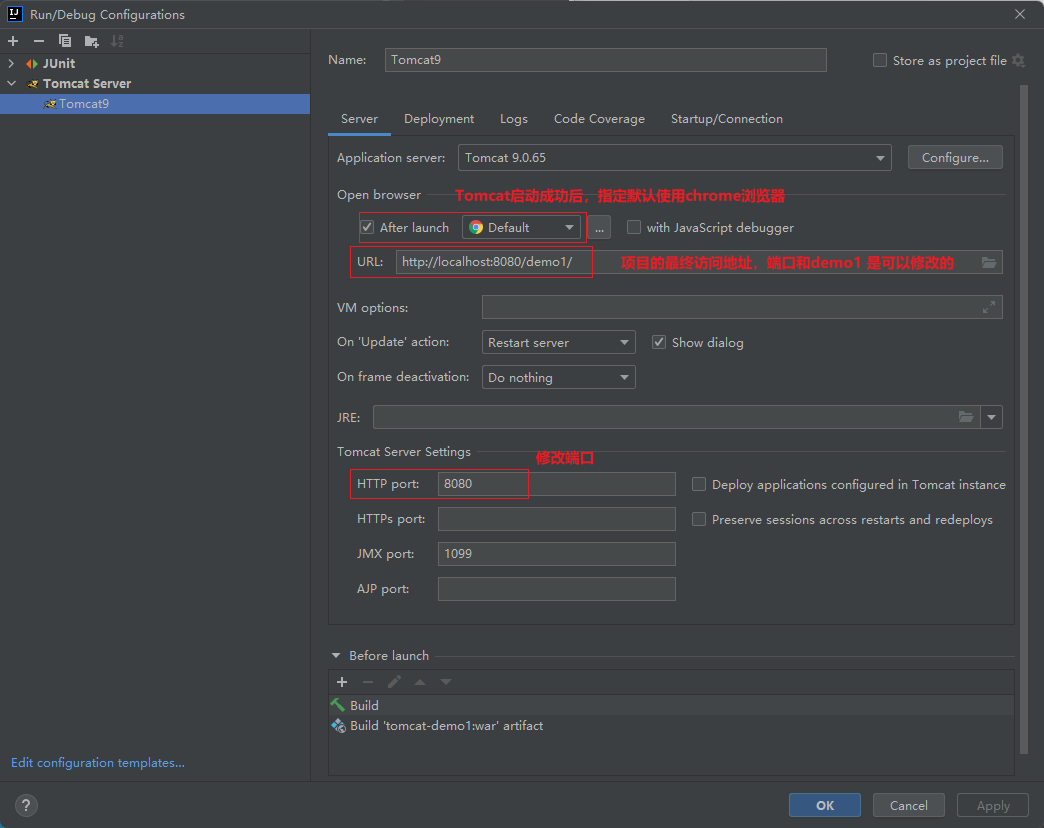 Run/Debug Configurations
JUnit
Tomcat Server
Tomcat9
Name: Tomcat9 Store as project file
Server Deployment Logs Code Coverage Startup/Connection
Application server: Tomcat 9.0.65 Configure...
Open browser Tomcat启动成功后，指定默认使用chrome浏览器
After launch Default ... with JavaScript debugger
URL: http://localhost:8080/demo1/ 项目的最终访问地址，端口和demo1 是可以修改的
VM options:
On 'Update' action: Restart server Show dialog
On frame deactivation: Do nothing
JRE:
Tomcat Server Settings 修改端口
HTTP port: 8080 Deploy applications configured in Tomcat instance
HTTPs port: Preserve sessions across restarts and redeploys
JMX port: 1099
AJP port:
Before launch
Build
Build 'tomcat-demo1:war' artifact
Edit configuration templates...
? OK Cancel Apply